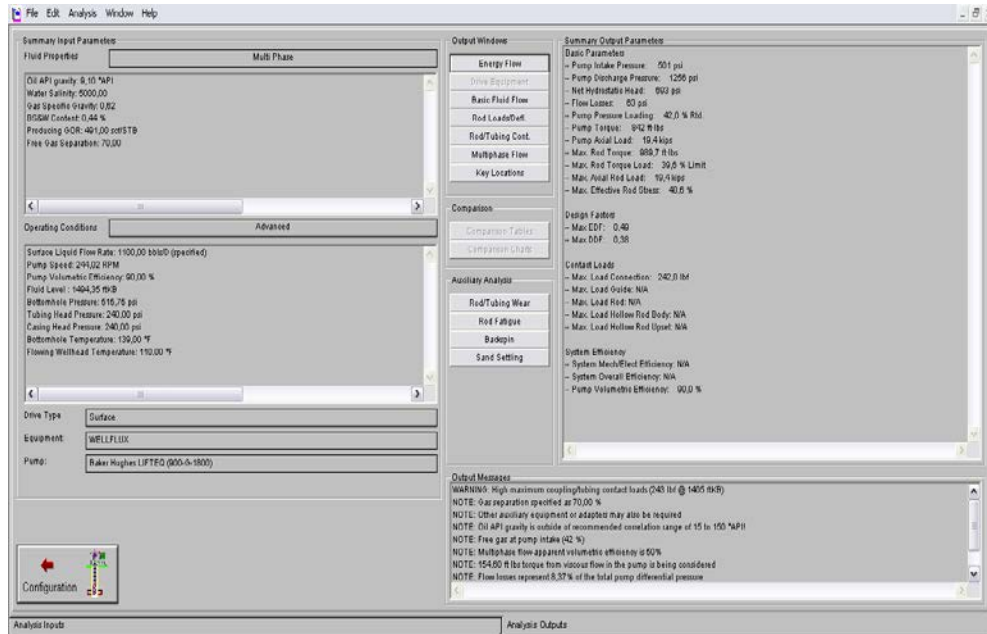 File Edit Analysis Window Help
Summary Input Parameters
Fluid Properties
Multi Phase
Oil API gravity: 9,10 °API
Water Salinity: 5000,00
Gas Specific Gravity: 0,62
BS&W Content: 0,44 %
Producing GOR: 491,00 scf/STB
Free Gas Separation: 70,00
Operating Conditions
Advanced
Surface Liquid Flow Rate: 1100,00 bbls/D (specified)
Pump Speed: 244,02 RPM
Pump Volumetric Efficiency: 90,00 %
Fluid Level : 1494,35 ftKB
Bottomhole Pressure: 616,76 psi
Tubing Head Pressure: 240,00 psi
Casing Head Pressure: 240,00 psi
Bottomhole Temperature: 139,00 °F
Flowing Wellhead Temperature: 110,00 °F
Drive Type
Surface
Equipment:
WELLFLUX
Pump:
Baker Hughes LIFTEQ (900-G-1800)
Configuration
Analysis Inputs
Output Windows
Energy Flow
Drive Equipment
Basic Fluid Flow
Rod Loads/Defl.
Rod/Tubing Cont.
Multiphase Flow
Key Locations
Comparison
Comparison Tables
Comparison Charts
Auxiliary Analysis
Rod/Tubing Wear
Rod Fatigue
Backspin
Sand Settling
Summary Output Parameters
Basic Parameters
- Pump Intake Pressure: 501 psi
- Pump Discharge Pressure: 1256 psi
- Net Hydrostatic Head: 693 psi
- Flow Losses: 63 psi
- Pump Pressure Loading: 42,0 % Rtd.
- Pump Torque: 842 ft·lbs
- Pump Axial Load: 19,4 kips
- Max. Rod Torque: 989,7 ft·lbs
- Max. Rod Torque Load: 39,6 % Limit
- Max. Axial Rod Load: 19,4 kips
- Max. Effective Rod Stress: 40,6 %
Design Factors
- Max EDF: 0,49
- Max DDF: 0,38
Contact Loads
- Max. Load Connection: 242,8 lbf
- Max. Load Guide: N/A
- Max. Load Rod: N/A
- Max. Load Hollow Rod Body: N/A
- Max. Load Hollow Rod Upset: N/A
System Efficiency
- System Mech/Elect Efficiency: N/A
- System Overall Efficiency: N/A
- Pump Volumetric Efficiency: 90,0 %
Output Messages
WARNING: High maximum coupling/tubing contact loads (243 lbf @ 1405 ftKB)
NOTE: Gas separation specified as 70,00 %
NOTE: Other auxiliary equipment or adapters may also be required
NOTE: Oil API gravity is outside of recommended correlation range of 15 to 150 °API!
NOTE: Free gas at pump intake (42 %)
NOTE: Multiphase flow apparent volumetric efficiency is 50%
NOTE: 154,60 ft·lbs torque from viscous flow in the pump is being considered
NOTE: Flow losses represent 8,37 % of the total pump differential pressure
Analysis Outputs